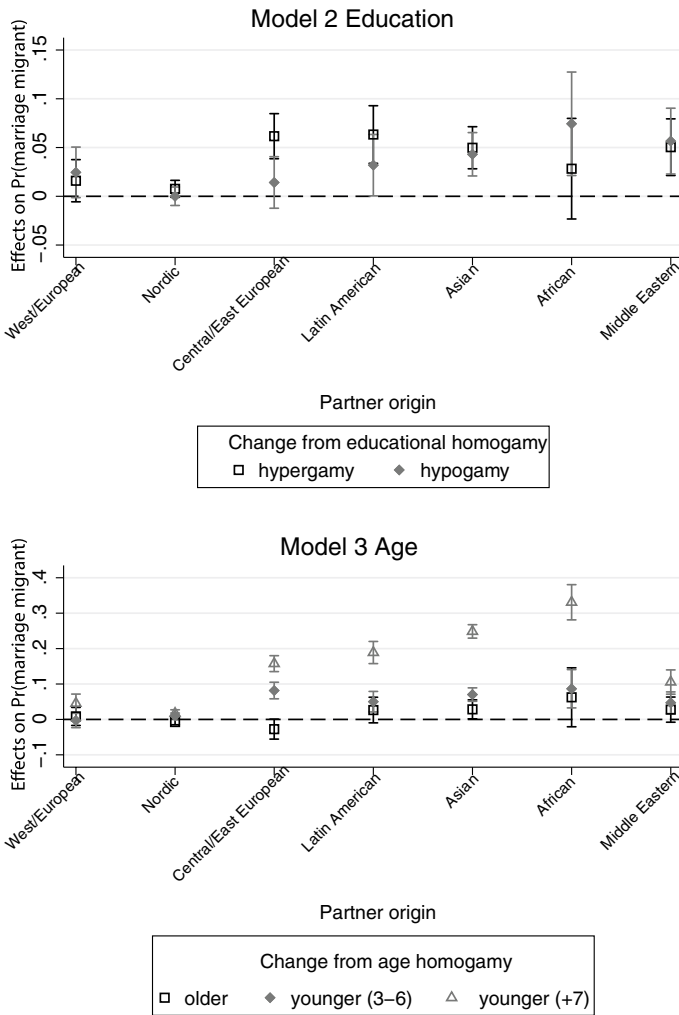 Model 2 Education
Effects on Pr(marriage migrant)
.15
.1
.05
0
-.05
West/European
Nordic
Central/East European
Latin American
Asian
African
Middle Eastern
Partner origin
Change from educational homogamy
hypergamy hypogamy
Model 3 Age
Effects on Pr(marriage migrant)
.4
.3
.2
.1
0
-.1
West/European
Nordic
Central/East European
Latin American
Asian
African
Middle Eastern
Partner origin
Change from age homogamy
older younger (3–6) younger (+7)